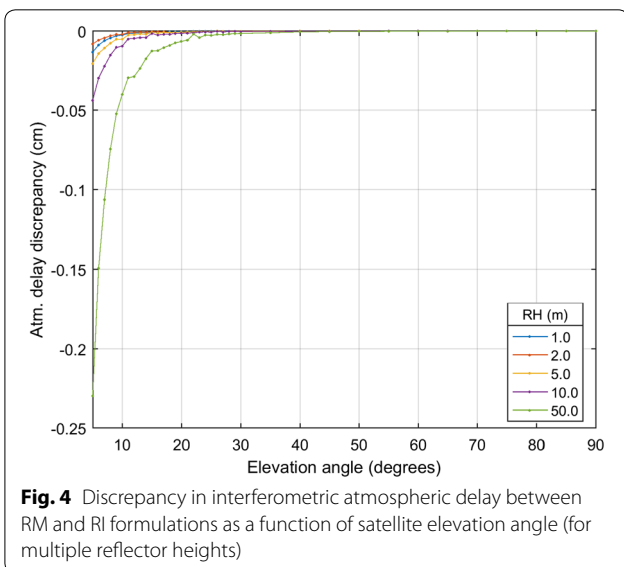 0
-0.05
-0.1
-0.15
-0.2
-0.25
Atm. delay discrepancy (cm)
RH (m)
1.0
2.0
5.0
10.0
50.0
10 20 30 40 50 60 70 80 90
Elevation angle (degrees)
Fig. 4 Discrepancy in interferometric atmospheric delay between
RM and RI formulations as a function of satellite elevation angle (for
multiple reflector heights)